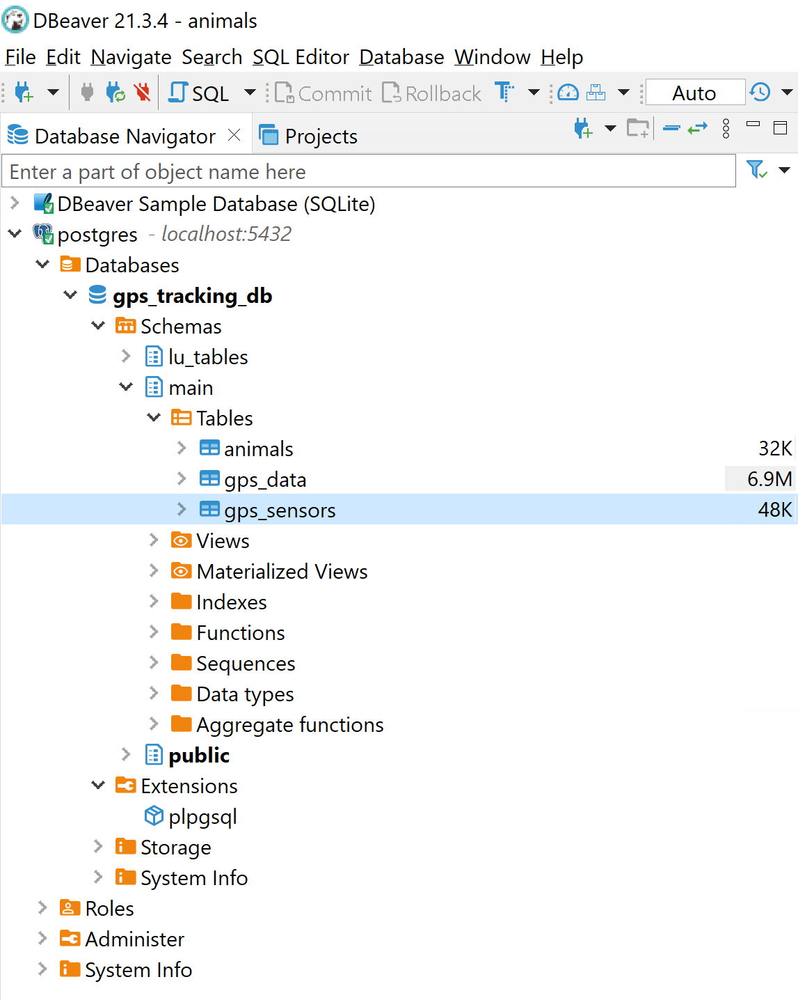 DBeaver 21.3.4 - animals
File Edit Navigate Search SQL Editor Database Window Help
SQL Commit Rollback Auto
Database Navigator Projects
Enter a part of object name here
DBeaver Sample Database (SQLite)
postgres - localhost:5432
Databases
gps_tracking_db
Schemas
lu_tables
main
Tables
animals 32K
gps_data 6.9M
gps_sensors 48K
Views
Materialized Views
Indexes
Functions
Sequences
Data types
Aggregate functions
public
Extensions
plpgsql
Storage
System Info
Roles
Administer
System Info